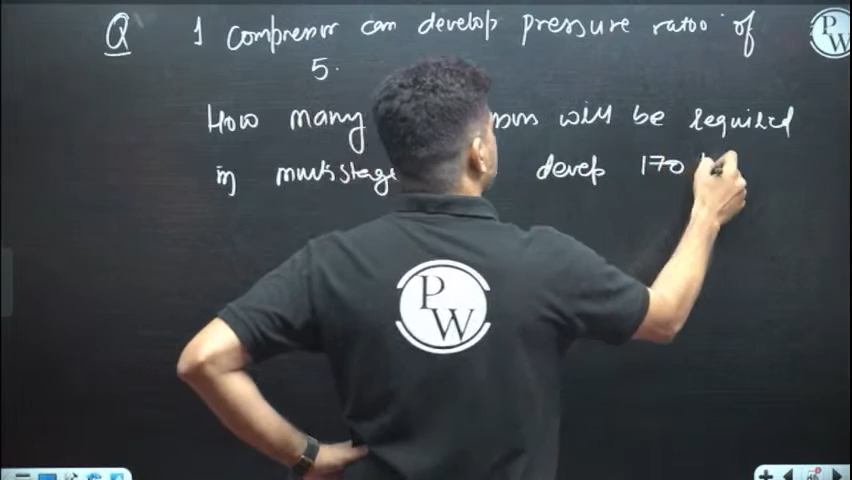 Q 1 compressor can develop pressure ratio of
5.
How many will be required
in multistage develop 170
PW
PW